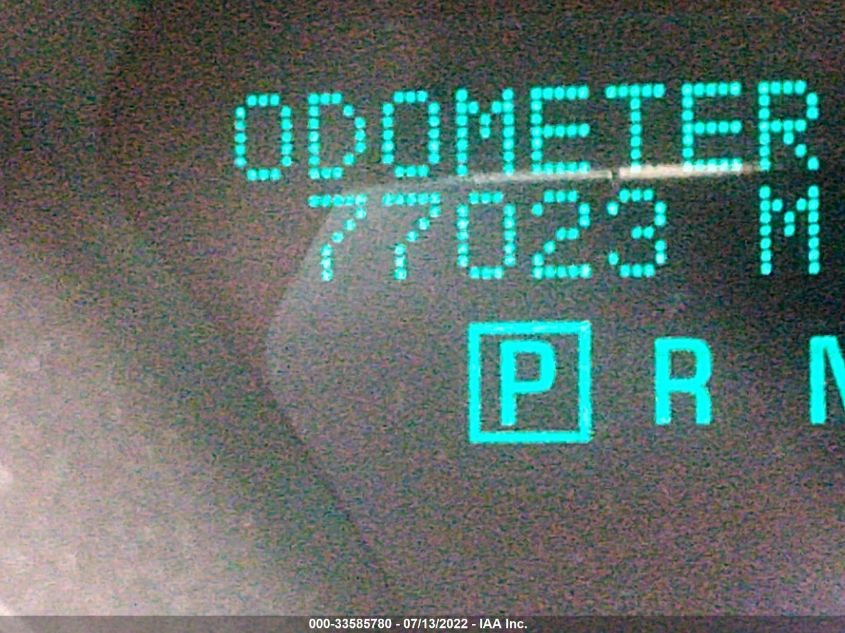 ODOMETER
77023 M
P R N
000-33585780 - 07/13/2022 - IAA Inc.